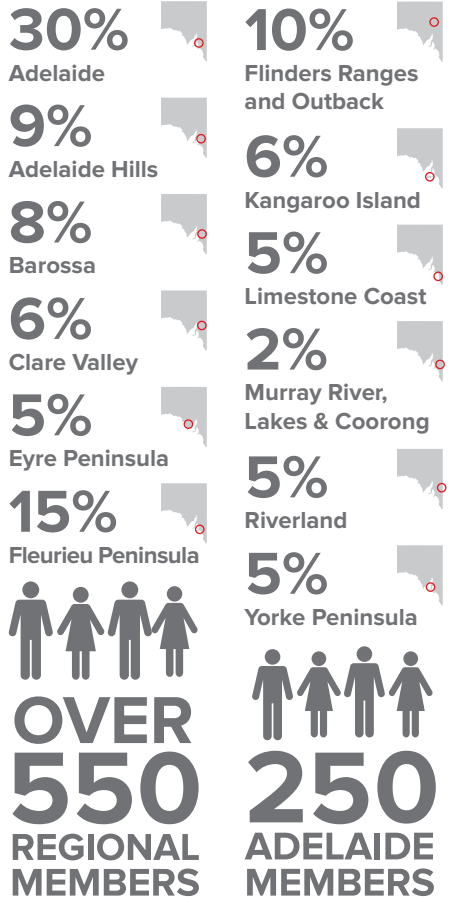 30%
Adelaide
9%
Adelaide Hills
8%
Barossa
6%
Clare Valley
5%
Eyre Peninsula
15%
Fleurieu Peninsula
OVER
550
REGIONAL
MEMBERS
10%
Flinders Ranges
and Outback
6%
Kangaroo Island
5%
Limestone Coast
2%
Murray River,
Lakes & Coorong
5%
Riverland
5%
Yorke Peninsula
250
ADELAIDE
MEMBERS